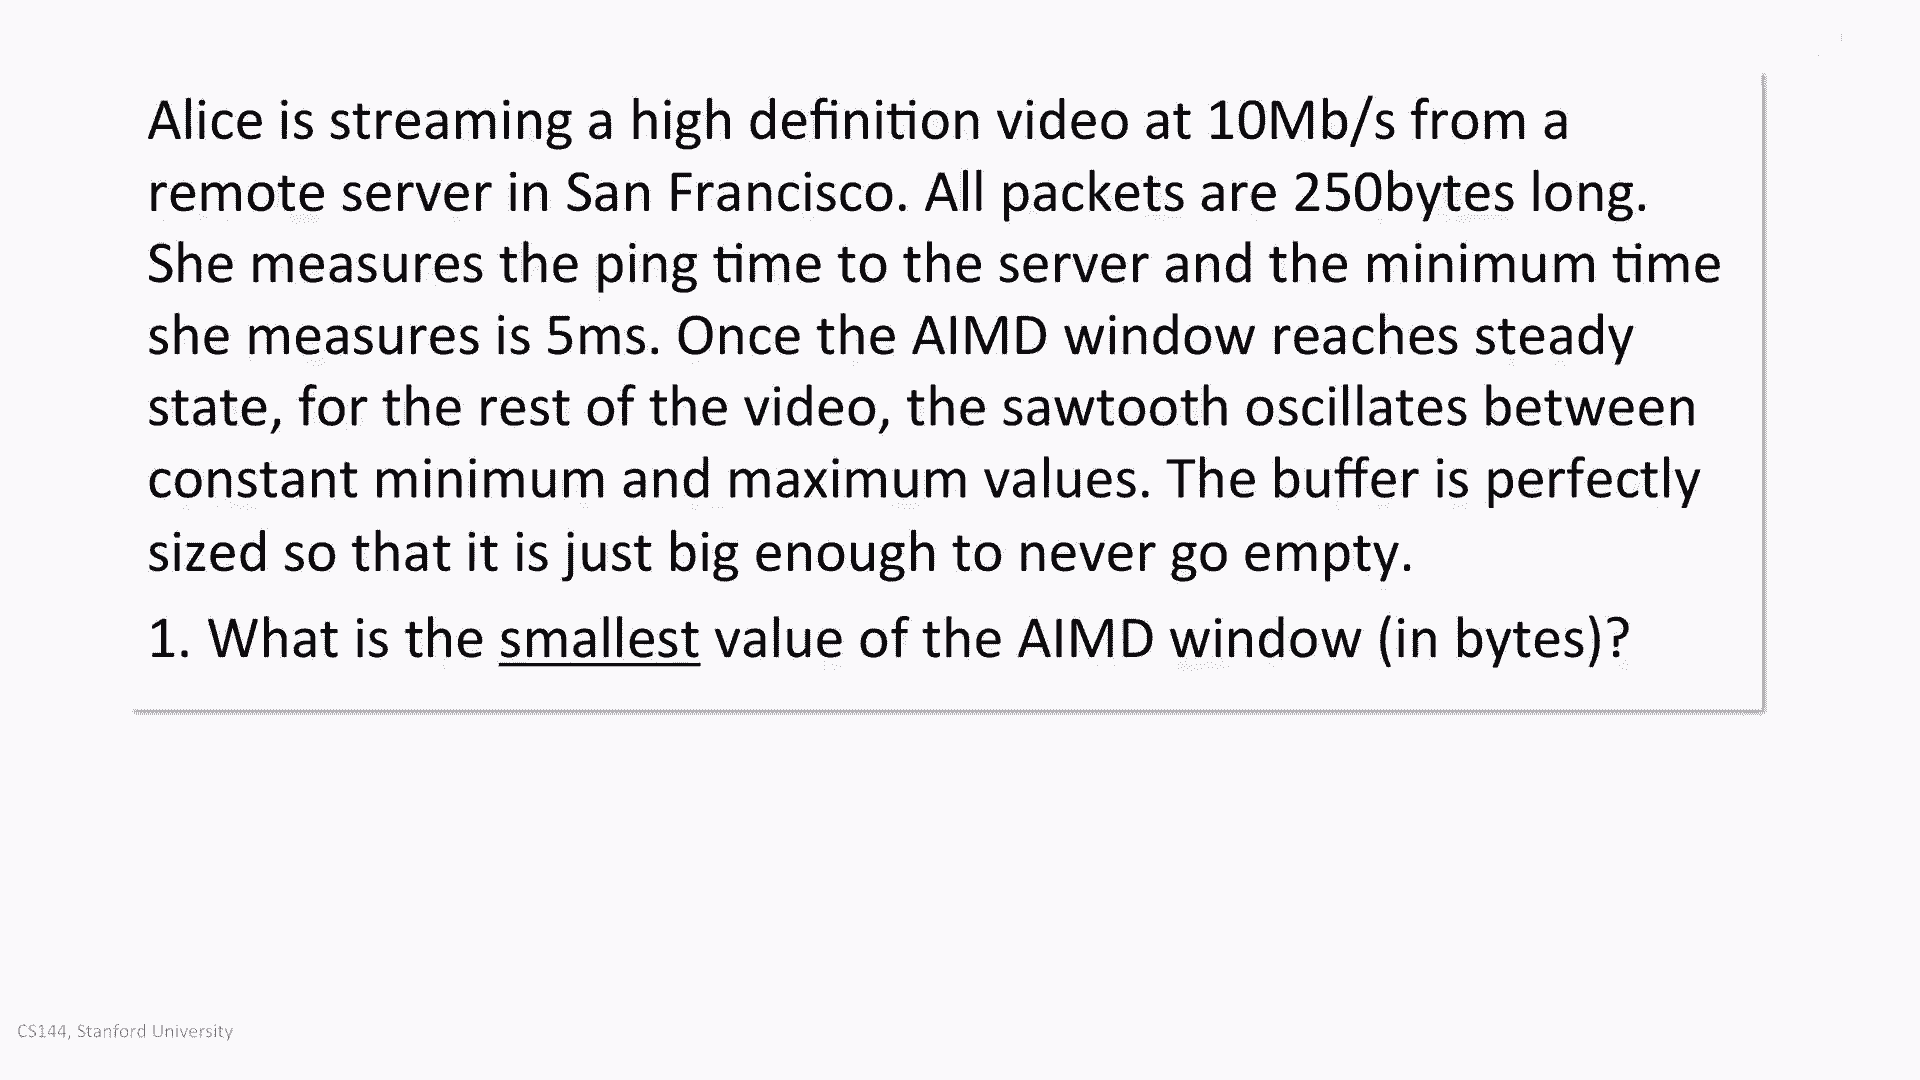 Alice is streaming a high definition video at 10Mb/s from a
remote server in San Francisco. All packets are 250bytes long.
She measures the ping time to the server and the minimum time
she measures is 5ms. Once the AIMD window reaches steady
state, for the rest of the video, the sawtooth oscillates between
constant minimum and maximum values. The buffer is perfectly
sized so that it is just big enough to never go empty.
1. What is the smallest value of the AIMD window (in bytes)?
CS144, Stanford University